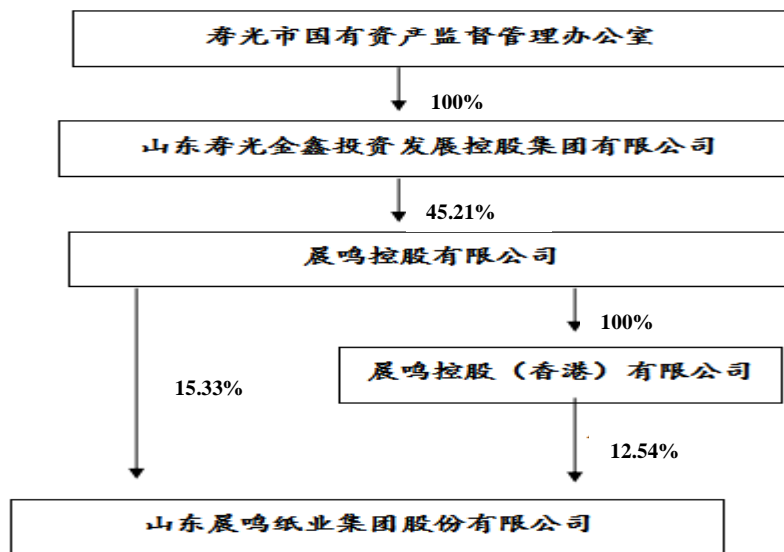 寿光市国有资产监督管理办公室
100%
山东寿光金鑫投资发展控股集团有限公司
45.21%
晨鸣控股有限公司
100%
晨鸣控股（香港）有限公司
15.33%
12.54%
山东晨鸣纸业集团股份有限公司